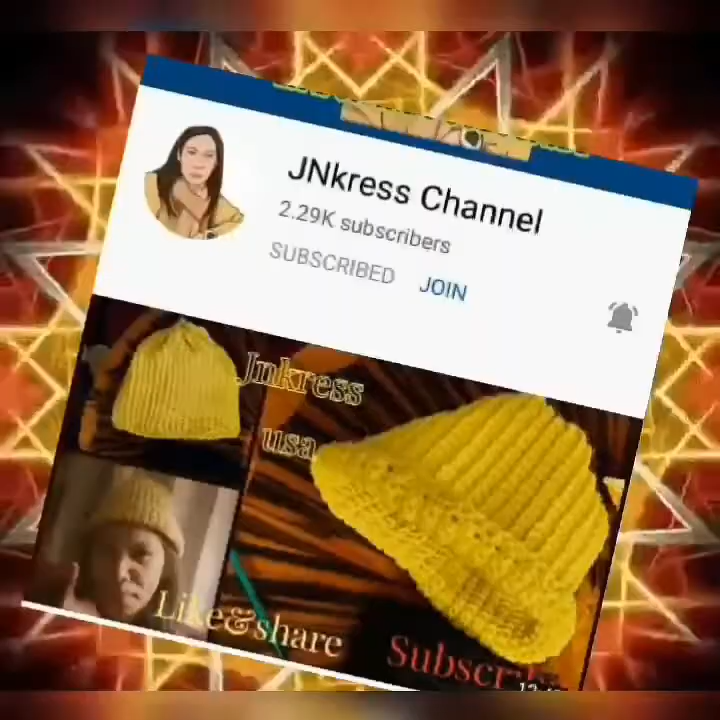 JNkress Channel
2.29K subscribers
SUBSCRIBED JOIN
Jnkress
usa
Like&share